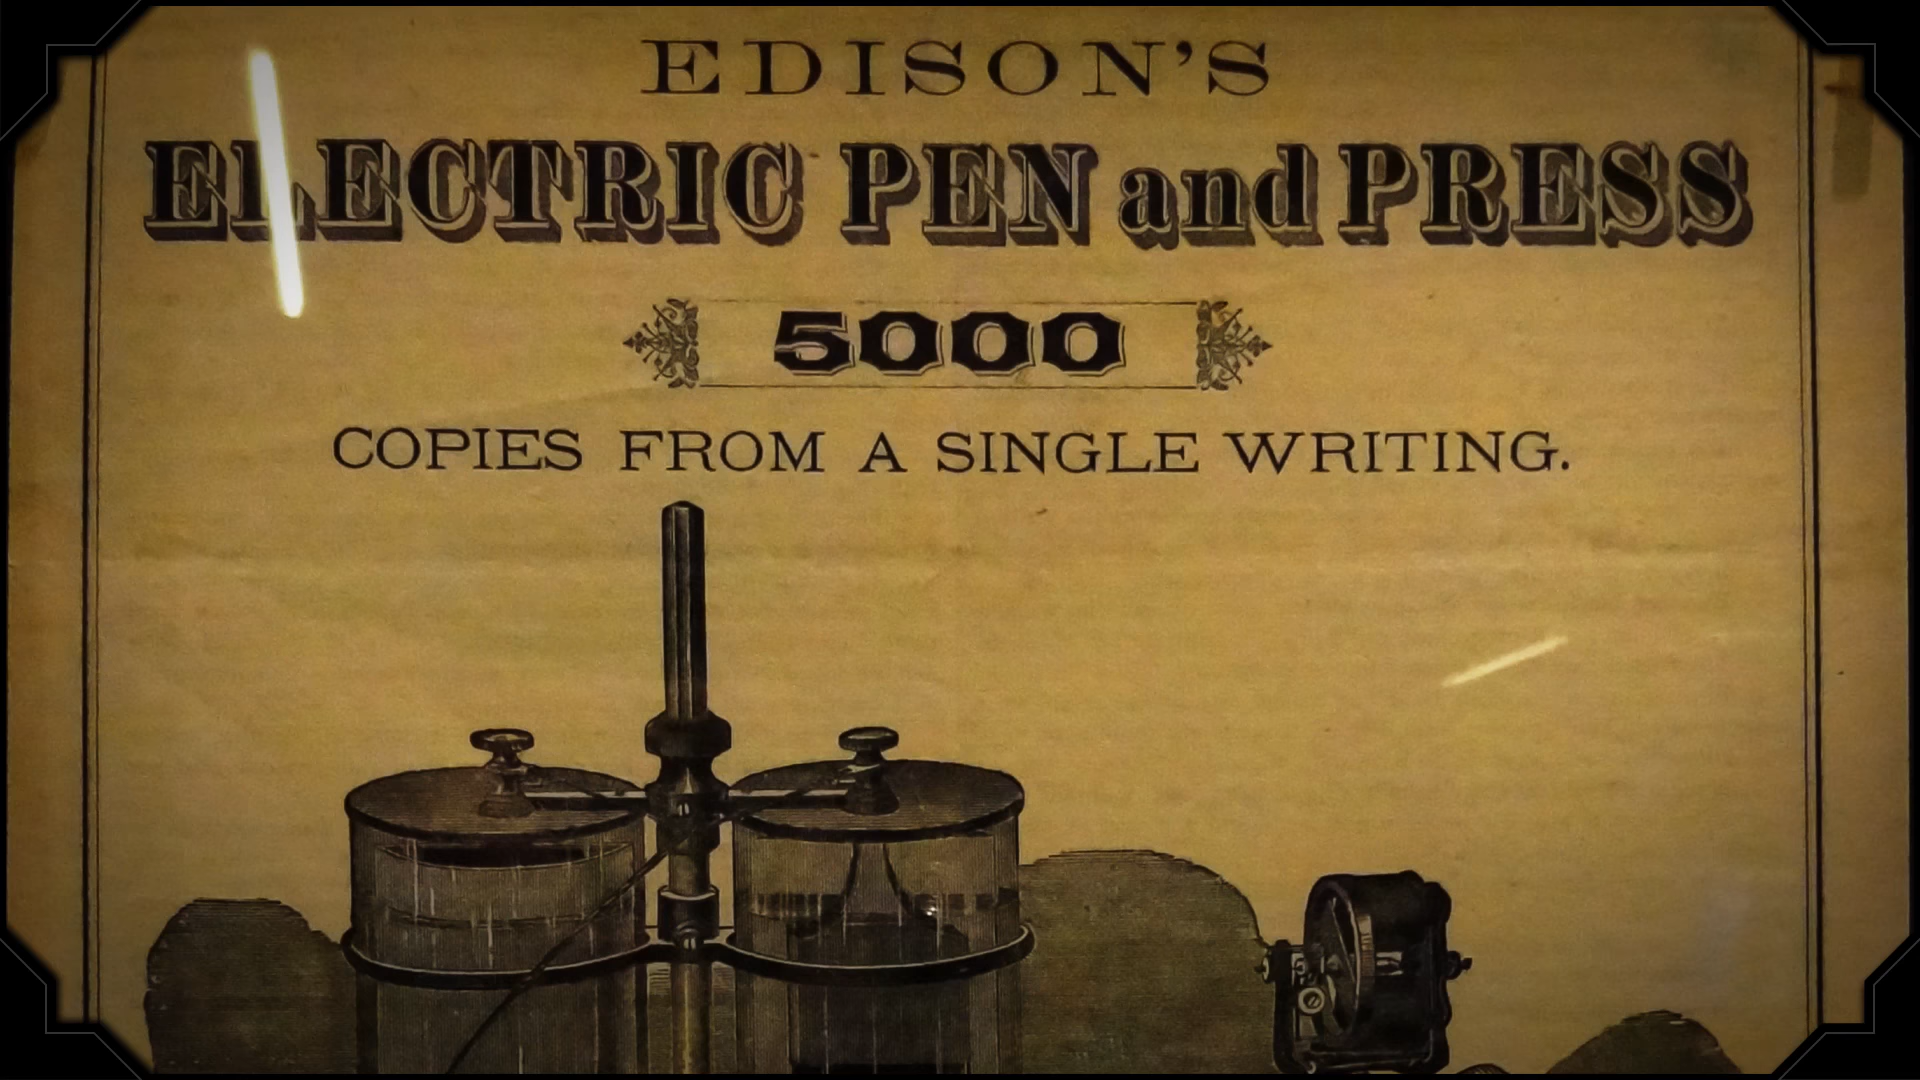 EDISON'S
ELECTRIC PEN and PRESS
5000
COPIES FROM A SINGLE WRITING.